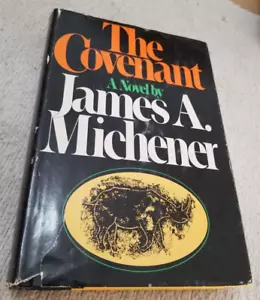 The
Covenant
A Novel by
James A.
Michener